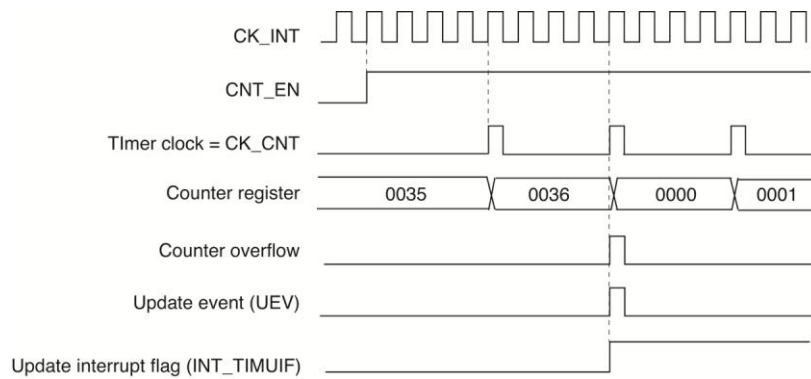 CK_INT
CNT_EN
TImer clock = CK_CNT
Counter register 0035 0036 0000 0001
Counter overflow
Update event (UEV)
Update interrupt flag (INT_TIMUIF)